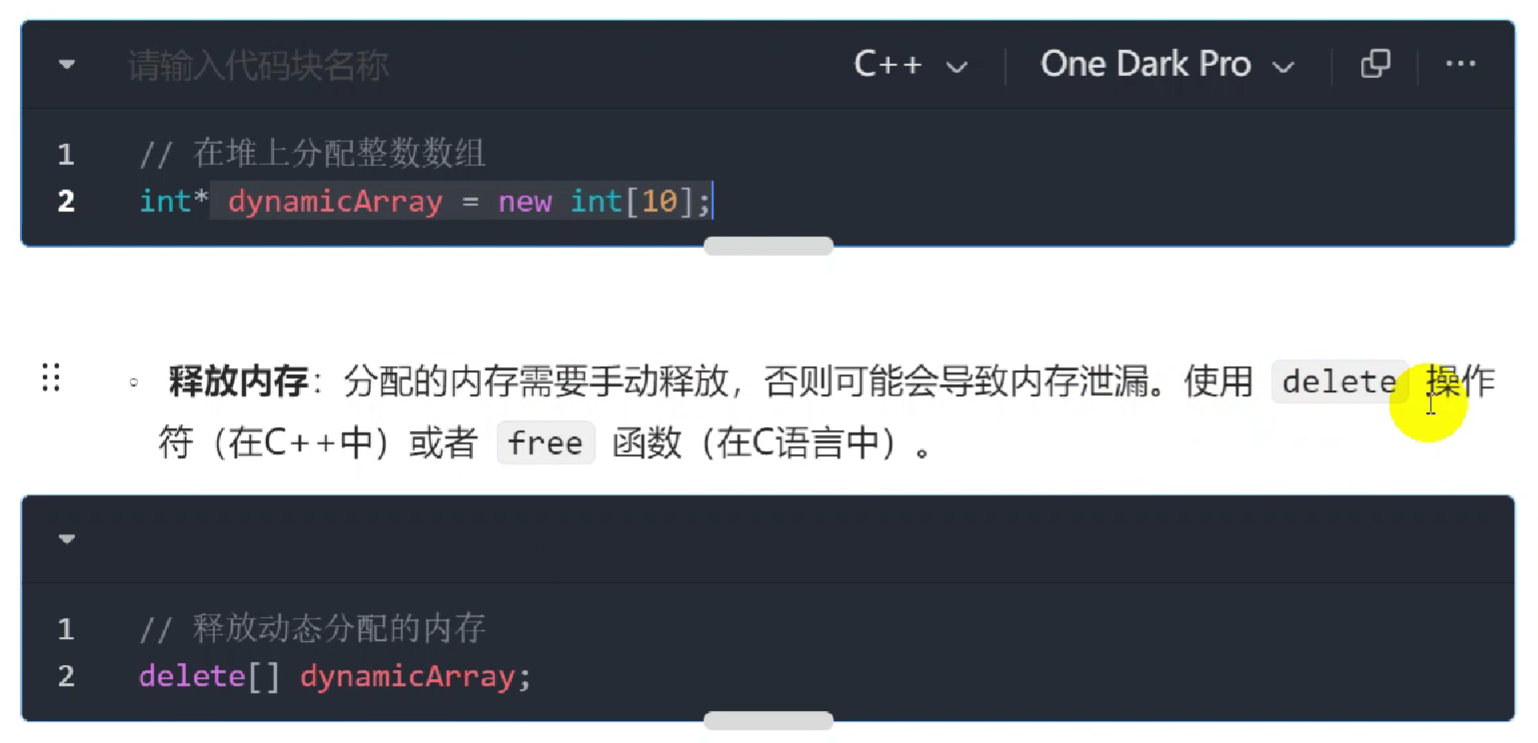 请输入代码块名称 C++ One Dark Pro
1 // 在堆上分配整数数组
2 int* dynamicArray = new int[10];
释放内存：分配的内存需要手动释放，否则可能会导致内存泄漏。使用 delete 操作
符（在C++中）或者 free 函数（在C语言中）。
1 // 释放动态分配的内存
2 delete[] dynamicArray;